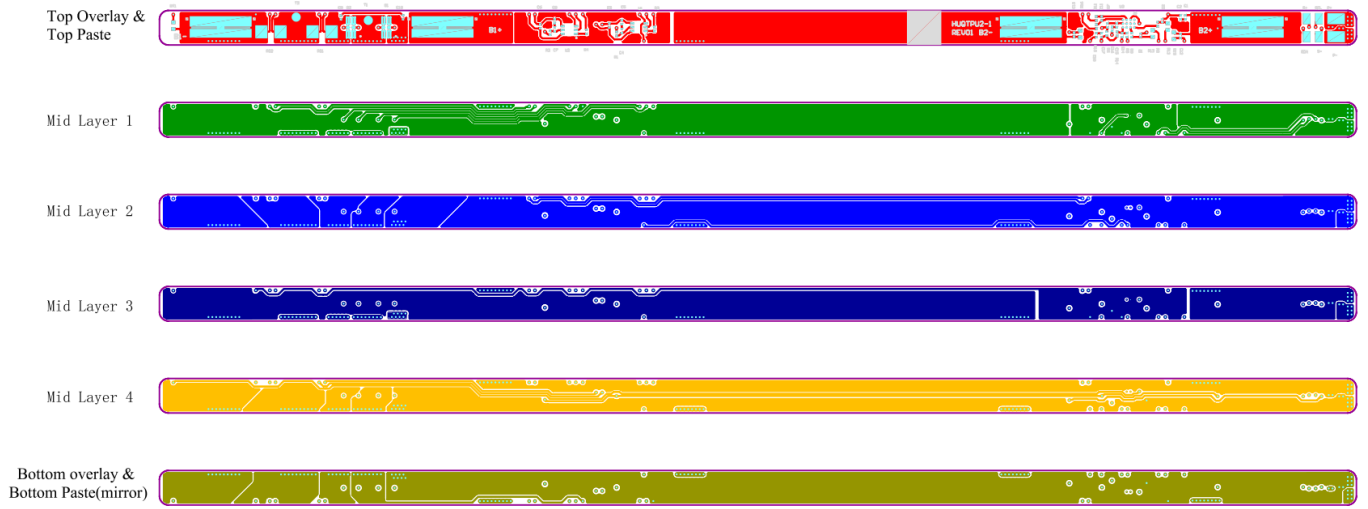 Top Overlay &
Top Paste
B1+
HUQTPU2-1
REV01 B2-
B2+
Mid Layer 1
Mid Layer 2
Mid Layer 3
Mid Layer 4
Bottom overlay &
Bottom Paste(mirror)